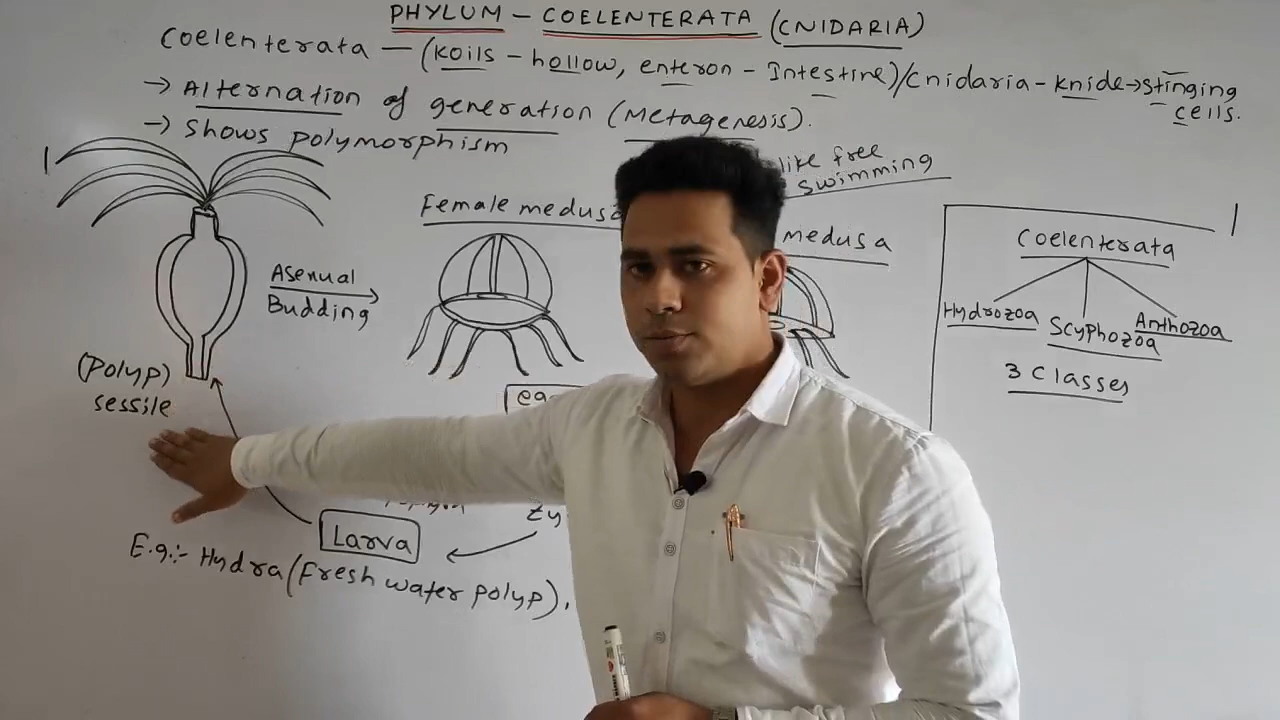 PHYLUM - COELENTERATA (CNIDARIA)
Coelenterata - (Koils - hollow, enteron - Intestine)/Cnidaria - knide → stinging
cells.
→ Alternation of generation (Metagenesis).
→ Shows polymorphism
like free
swimming
Female medusa
medusa
Coelenterata
Asexual
Budding
Hydrozoa
Scyphozoa
Anthozoa
3 Classes
(Polyp)
sessile
Larva
E.g:- Hydra (Fresh water polyp).